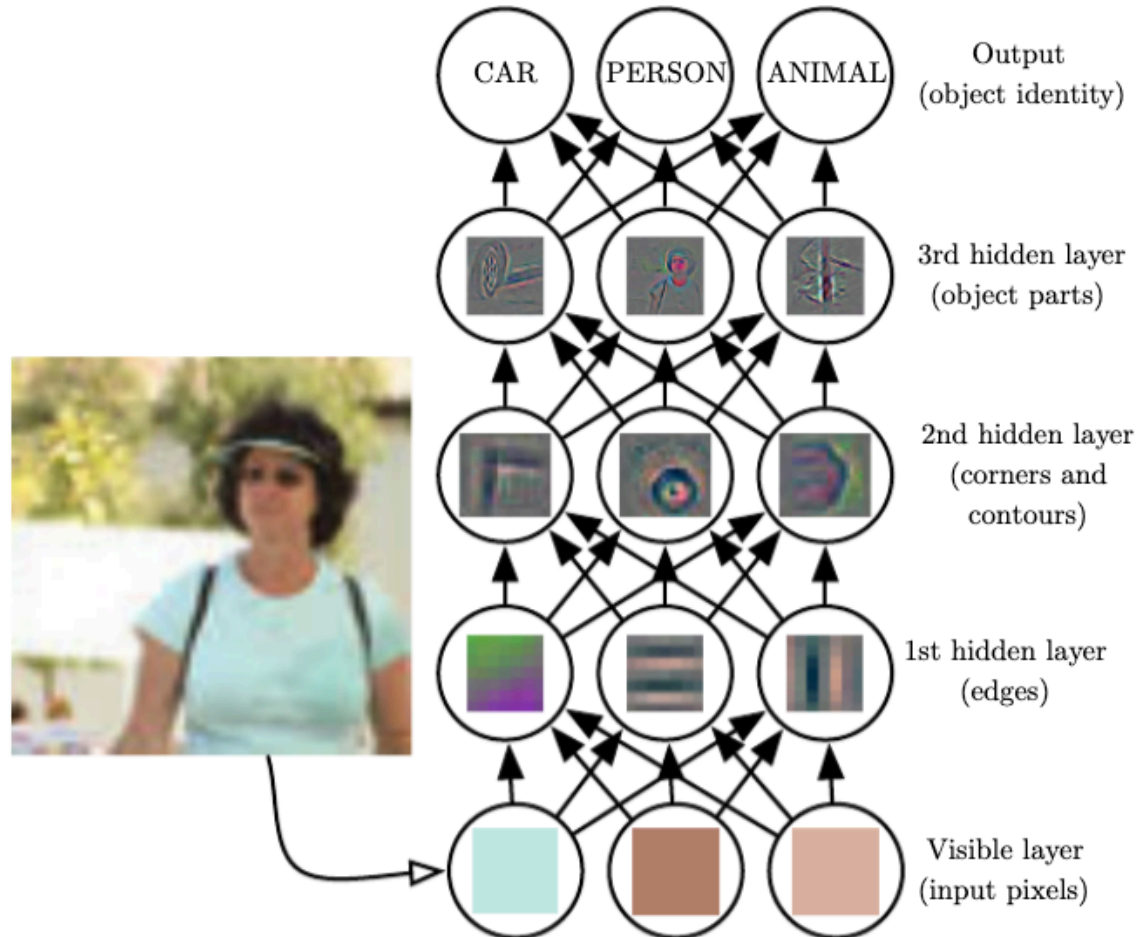 CAR PERSON ANIMAL
Output
(object identity)
3rd hidden layer
(object parts)
2nd hidden layer
(corners and
contours)
1st hidden layer
(edges)
Visible layer
(input pixels)